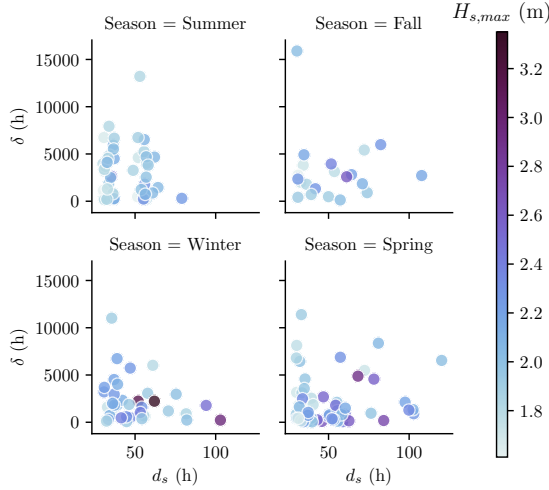 H_{s,max} (m)
Season = Summer
Season = Fall
15000
10000
5000
0
δ (h)
3.2
3.0
2.8
2.6
2.4
2.2
2.0
1.8
Season = Winter
Season = Spring
15000
10000
5000
0
δ (h)
50
100
50
100
d_s (h)
d_s (h)